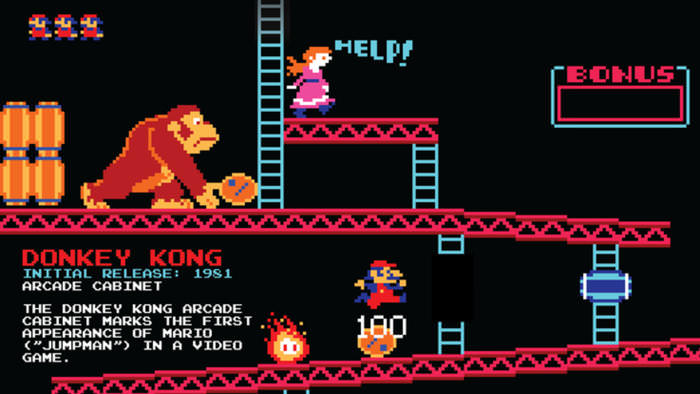 HELP!
BONUS
DONKEY KONG
INITIAL RELEASE: 1981
ARCADE CABINET
THE DONKEY KONG ARCADE
CABINET MARKS THE FIRST
APPEARANCE OF MARIO
("JUMPMAN") IN A VIDEO
GAME.
100